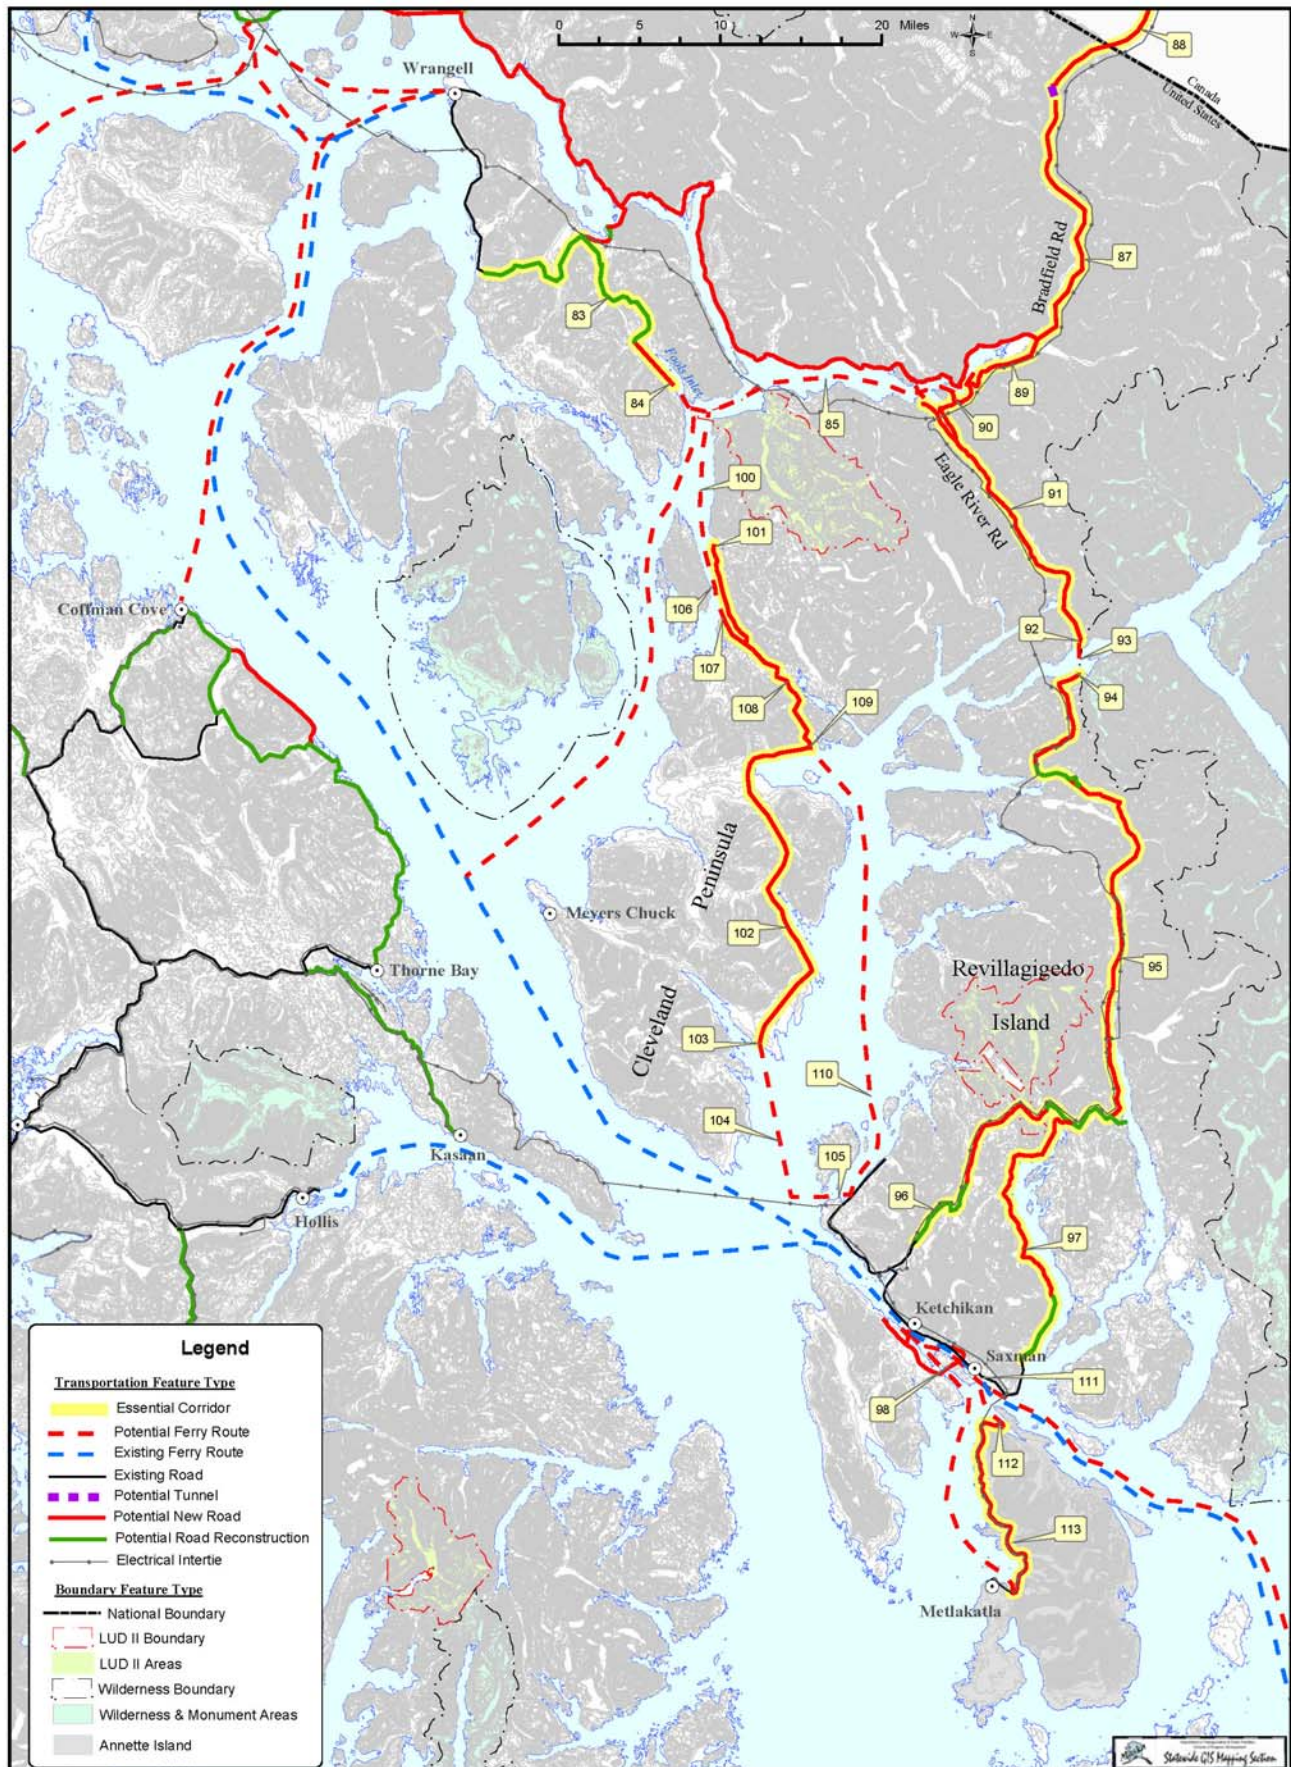 0 5 10 20 Miles
N
W E
S
88
Wrangell
Canada
United States
87
Bradfield Rd
83
Fools Inlet
84
85
89
90
100
Eagle River Rd
91
101
Coffman Cove
106
92
93
107
94
108
109
Peninsula
Meyers Chuck
102
Thorne Bay
95
Revillagigedo
Island
Cleveland
103
110
104
Kasaan
105
96
Hollis
97
Ketchikan
Saxman
111
98
112
113
Metlakatla
Legend
Transportation Feature Type
Essential Corridor
Potential Ferry Route
Existing Ferry Route
Existing Road
Potential Tunnel
Potential New Road
Potential Road Reconstruction
Electrical Intertie
Boundary Feature Type
National Boundary
LUD II Boundary
LUD II Areas
Wilderness Boundary
Wilderness & Monument Areas
Annette Island
Statewide GIS Mapping Section